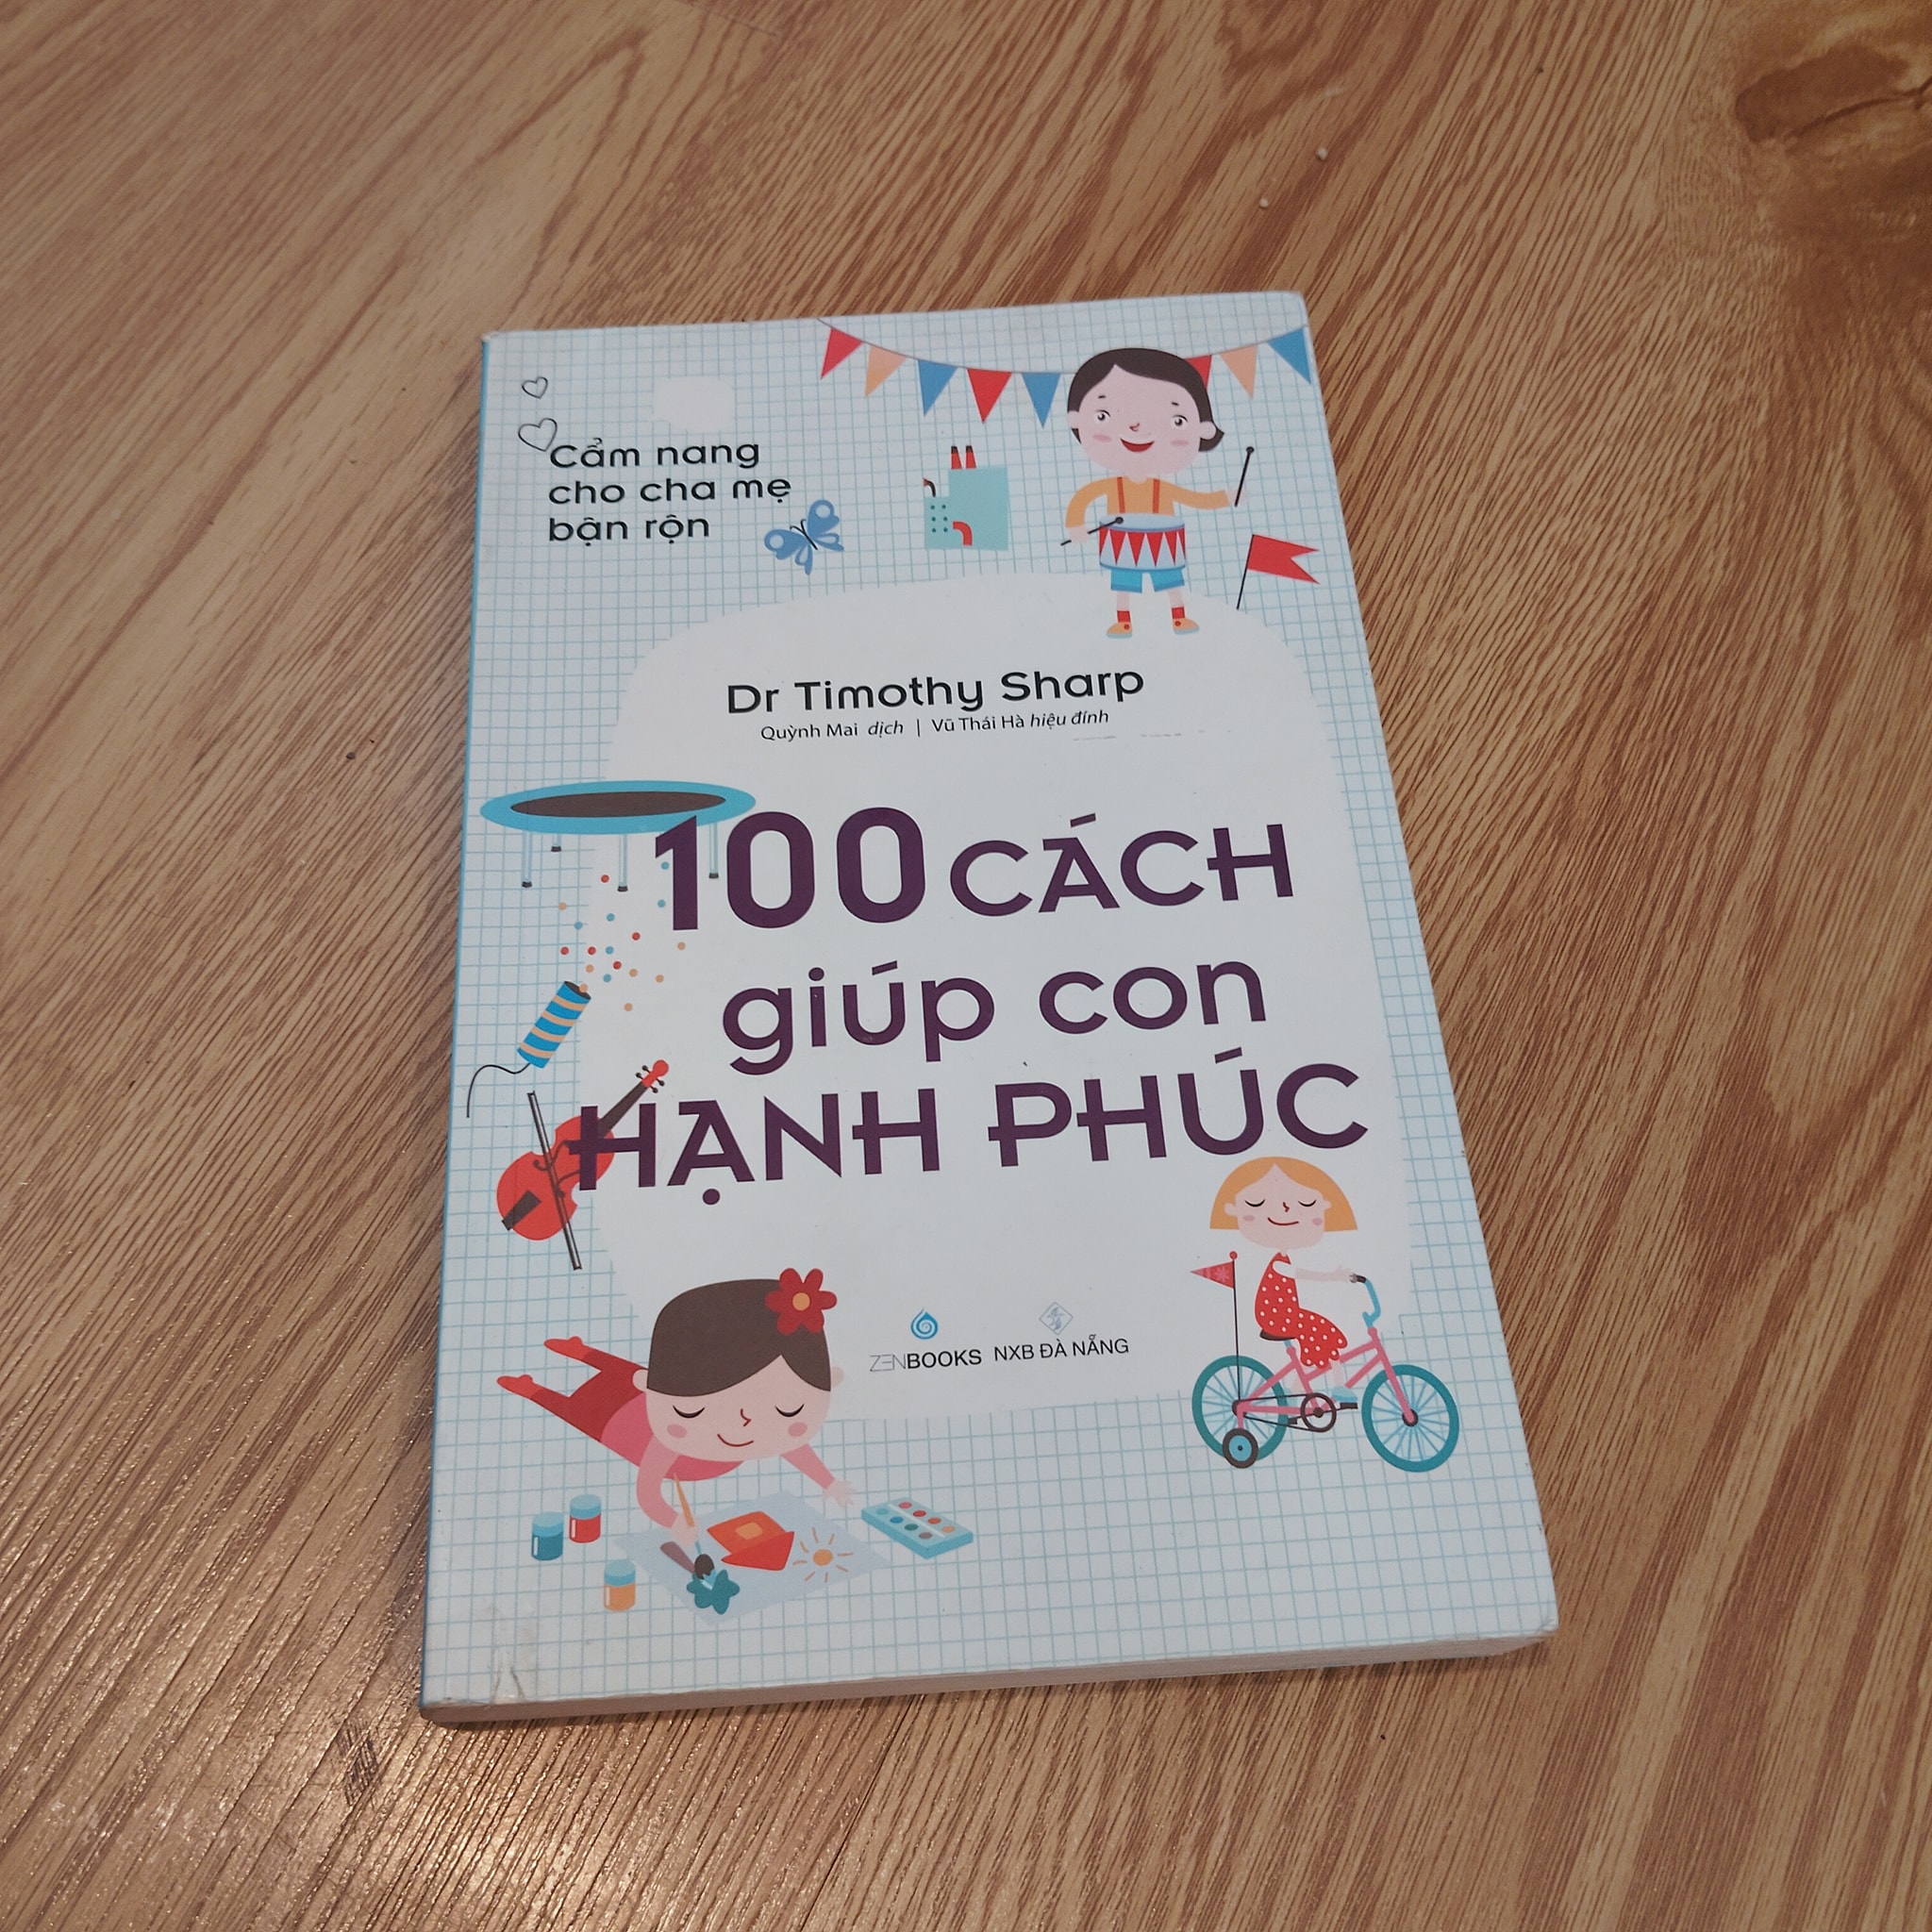 Cẩm nang
cho cha mẹ
bận rộn
Dr Timothy Sharp
Quỳnh Mai dịch | Vũ Thái Hà hiệu đính
100 CÁCH
giúp con
HẠNH PHÚC
ZENBOOKS NXB ĐÀ NẴNG